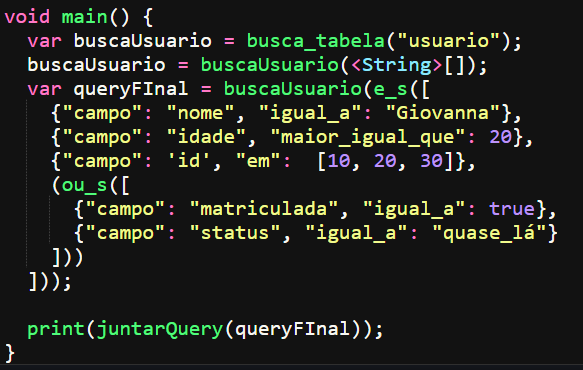 void main() {
  var buscaUsuario = busca_tabela("usuario");
  buscaUsuario = buscaUsuario(<String>[]);
  var queryFInal = buscaUsuario(e_s([
    {"campo": "nome", "igual_a": "Giovanna"},
    {"campo": "idade", "maior_igual_que": 20},
    {"campo": 'id', "em":  [10, 20, 30]},
    (ou_s([
      {"campo": "matriculada", "igual_a": true},
      {"campo": "status", "igual_a": "quase_lá"}
    ]))
  ]));
  print(juntarQuery(queryFInal));
}